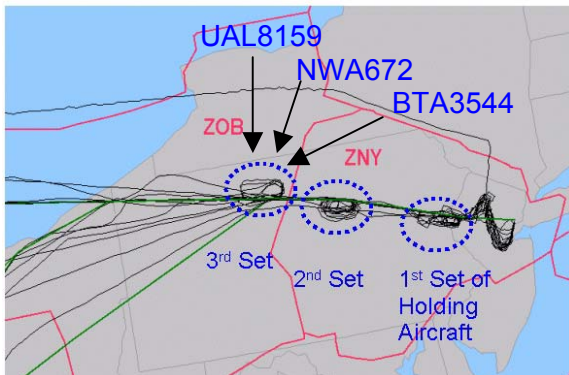 UAL8159
NWA672
BTA3544
ZOB
ZNY
3rd Set
2nd Set
1st Set of
Holding
Aircraft